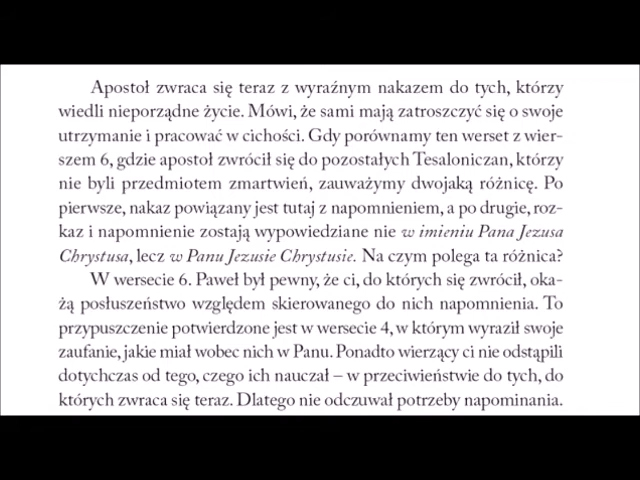 Apostoł zwraca się teraz z wyraźnym nakazem do tych, którzy
wiedli nieporządne życie. Mówi, że sami mają zatroszczyć się o swoje
utrzymanie i pracować w cichości. Gdy porównamy ten werset z wier-
szem 6, gdzie apostoł zwrócił się do pozostałych Tesaloniczan, którzy
nie byli przedmiotem zmartwień, zauważymy dwojaką różnicę. Po
pierwsze, nakaz powiązany jest tutaj z napomnieniem, a po drugie, roz-
kaz i napomnienie zostają wypowiedziane nie w imieniu Pana Jezusa
Chrystusa, lecz w Panu Jezusie Chrystusie. Na czym polega ta różnica?
W wersecie 6. Paweł był pewny, że ci, do których się zwrócił, oka-
żą posłuszeństwo względem skierowanego do nich napomnienia. To
przypuszczenie potwierdzone jest w wersecie 4, w którym wyraził swoje
zaufanie, jakie miał wobec nich w Panu. Ponadto wierzący ci nie odstąpili
dotychczas od tego, czego ich nauczał – w przeciwieństwie do tych, do
których zwraca się teraz. Dlatego nie odczuwał potrzeby napominania.